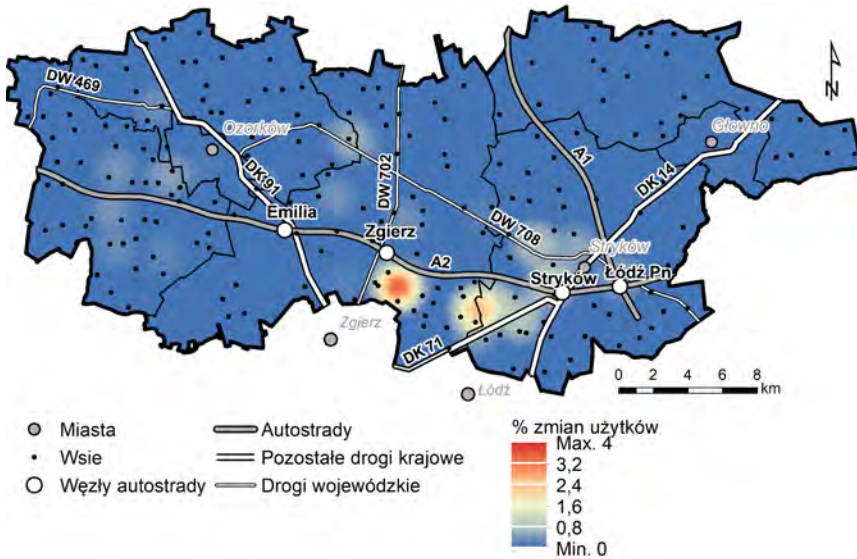 DW 469
Ozorków
DK 91
DW 702
A1
Głowno
DK 14
Emilia
Zgierz
A2
DW 708
Stryków
Stryków
Łódź Pn
Zgierz
DK 71
Łódź
N
0 2 4 6 8
km
Miasta
Wsie
Węzły autostrady
Autostrady
Pozostałe drogi krajowe
Drogi wojewódzkie
% zmian użytków
Max. 4
3,2
2,4
1,6
0,8
Min. 0